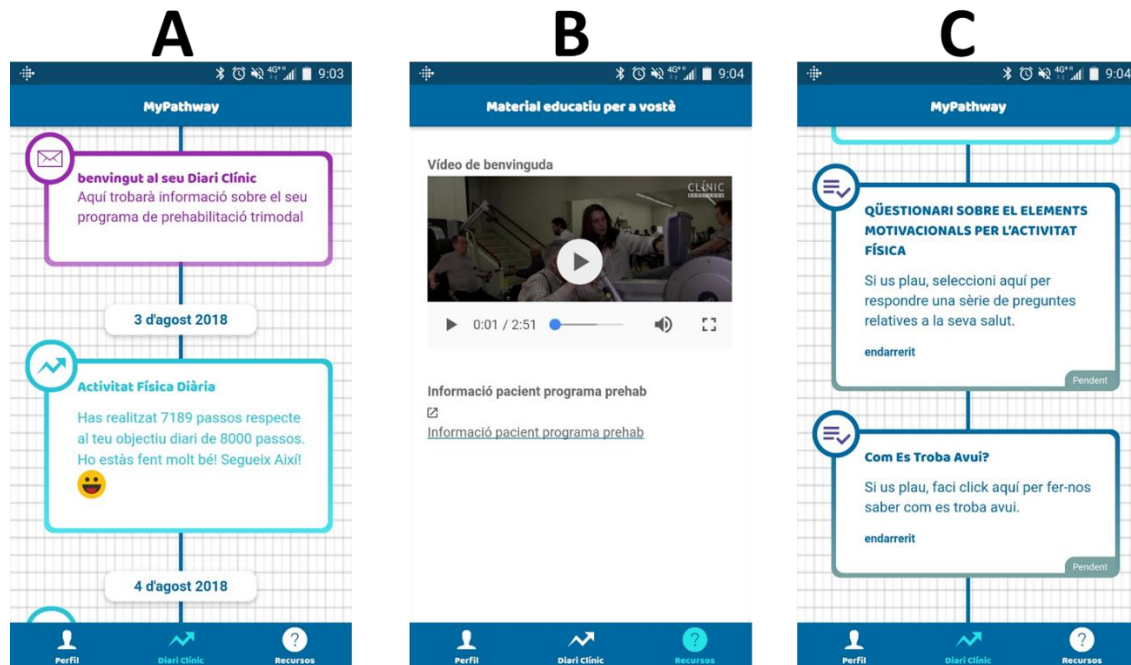 A
4G+ R
9:03
MyPathway
benvingut al seu Diari Clínic
Aquí trobarà informació sobre el seu
programa de prehabilitació trimodal
3 d'agost 2018
Activitat Física Diària
Has realitzat 7189 passos respecte
al teu objectiu diari de 8000 passos.
Ho estàs fent molt bé! Segueix Així!
4 d'agost 2018
Perfil
Diari Clínic
Recursos
B
4G+ R
9:04
Material educatiu per a vostè
Vídeo de benvinguda
CLÍNIC
BARCELONA
0:01 / 2:51
Informació pacient programa prehab
Informació pacient programa prehab
Perfil
Diari Clínic
Recursos
C
4G+ R
9:04
MyPathway
QÜESTIONARI SOBRE EL ELEMENTS
MOTIVACIONALS PER L'ACTIVITAT
FÍSICA
Si us plau, seleccioni aquí per
respondre una sèrie de preguntes
relatives a la seva salut.
endarrerit
Pendent
Com Es Troba Avui?
Si us plau, faci click aquí per fer-nos
saber com es troba avui.
endarrerit
Pendent
Perfil
Diari Clínic
Recursos